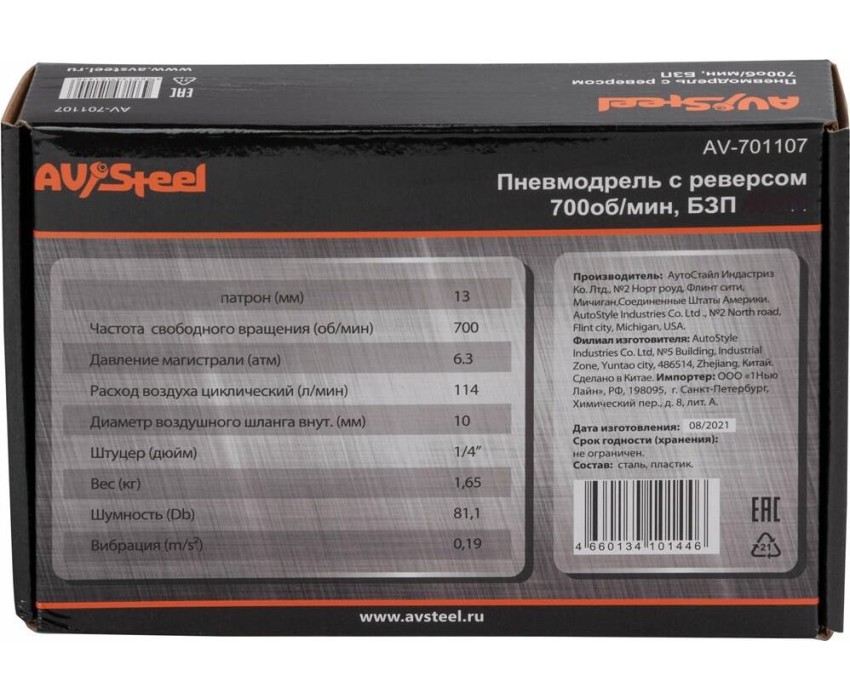 www.avsteel.ru
Пневмодрель с реверсом
700об/мин, БЗП
AV Steel
EAC
AV-701107
AV-701107
AV Steel
Пневмодрель с реверсом
700об/мин, БЗП
патрон (мм) 13
Частота свободного вращения (об/мин) 700
Давление магистрали (атм) 6.3
Расход воздуха циклический (л/мин) 114
Диаметр воздушного шланга внут. (мм) 10
Штуцер (дюйм) 1/4”
Вес (кг) 1,65
Шумность (Db) 81,1
Вибрация (m/s²) 0,19
Производитель: АутоСтайл Индастриз
Ко. Лтд., №2 Норт роуд, Флинт сити,
Мичиган,Соединенные Штаты Америки.
AutoStyle Industries Co. Ltd ., №2 North road,
Flint city, Michigan, USA.
Филиал изготовителя: AutoStyle
Industries Co. Ltd, №5 Building, Industrial
Zone, Yuntao city, 486514, Zhejiang, Китай.
Сделано в Китае. Импортер: ООО «1Нью
Лайн», РФ, 198095, г. Санкт-Петербург,
Химический пер., д. 8, лит. А.
Дата изготовления: 08/2021
Срок годности (хранения):
не ограничен.
Состав: сталь, пластик.
4 660134 101446
EAC
21
www.avsteel.ru